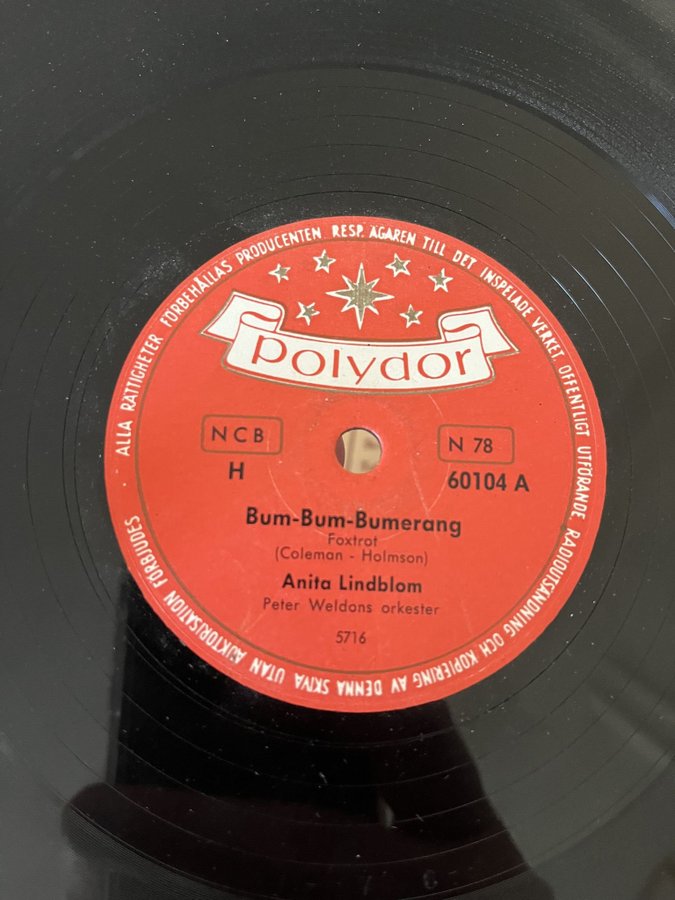 ALLA RÄTTIGHETER FÖRBEHÅLLAS PRODUCENTEN RESP. ÄGAREN TILL DET INSPELADE VERKET. OFFENTLIGT UTFÖRANDE RADIOUTSÄNDNING OCH KOPIERING AV DENNA SKIVA UTAN AUKTORISATION FÖRBJUDES
Polydor
NCB
N 78
H
60104 A
Bum-Bum-Bumerang
Foxtrot
(Coleman - Holmson)
Anita Lindblom
Peter Weldons orkester
5716